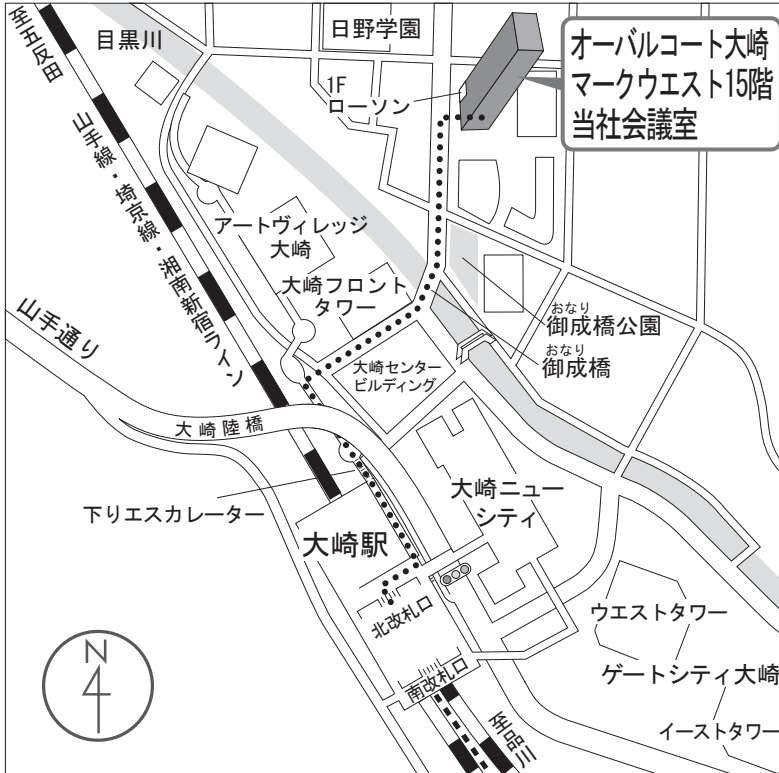 至五反田
目黒川
日野学園
1F
ローソン
オーバルコート大崎
マークウエスト15階
当社会議室
山手線・埼京線・湘南新宿ライン
アートヴィレッジ
大崎
大崎フロント
タワー
おなり
御成橋公園
おなり
御成橋
山手通り
大崎センター
ビルディング
大崎陸橋
大崎ニュー
シティ
下りエスカレーター
大崎駅
北改札口
ウエストタワー
ゲートシティ大崎
南改札口
イーストタワー
至品川
N